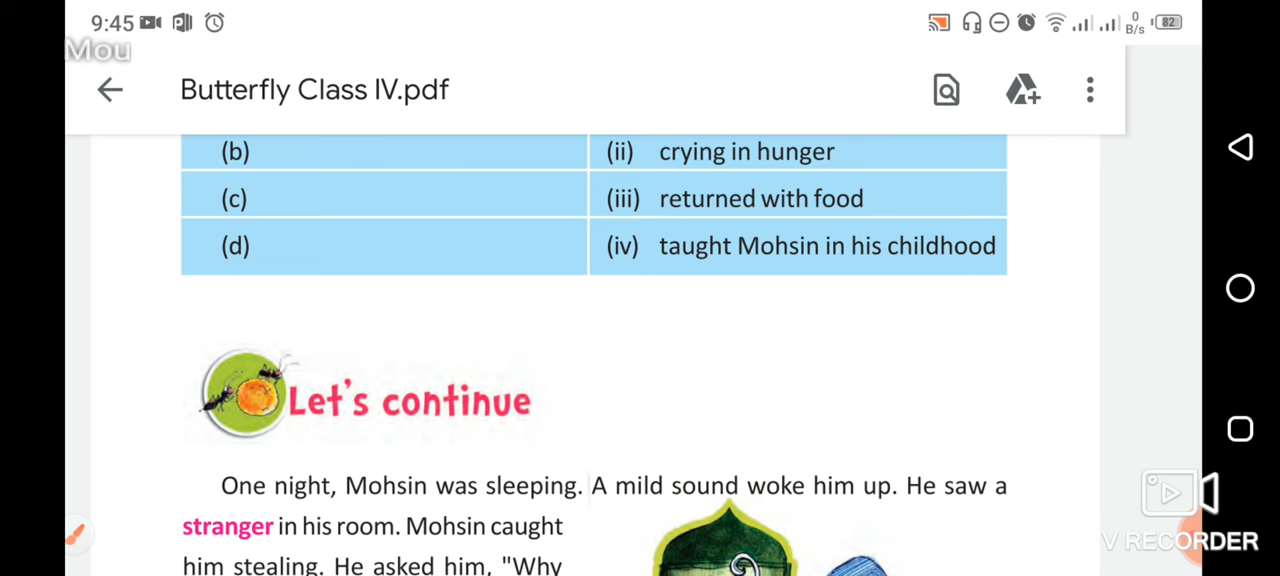 9:45
0
B/s
82
Mou
Butterfly Class IV.pdf
(b) (ii) crying in hunger
(c) (iii) returned with food
(d) (iv) taught Mohsin in his childhood
Let's continue
One night, Mohsin was sleeping. A mild sound woke him up. He saw a
stranger in his room. Mohsin caught
him stealing. He asked him, "Why
V RECORDER